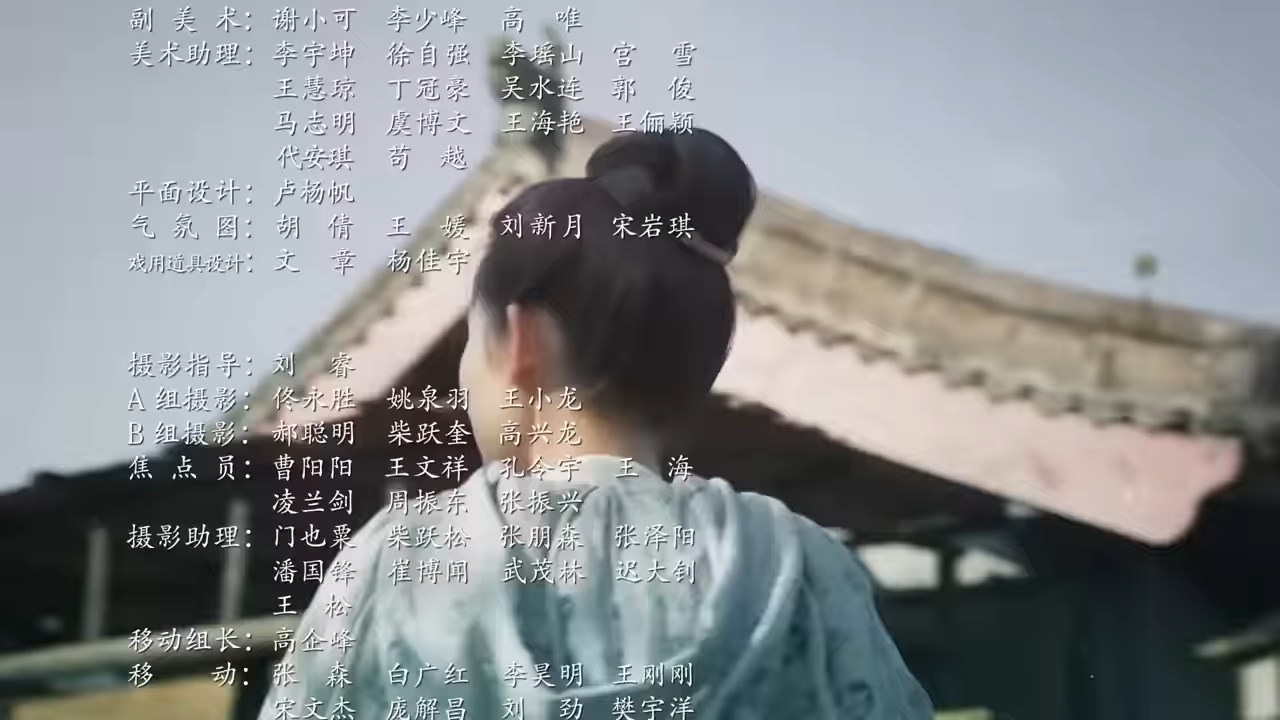 副美术：谢小可 李少峰 高唯
美术助理：李宇坤 徐自强 李瑶山 宫雪
王慧琼 丁冠豪 吴水连 郭俊
马志明 虞博文 王海艳 王俪颖
代安琪 苟越
平面设计：卢杨帆
气氛图：胡倩 王媛 刘新月 宋岩琪
戏用道具设计：文章 杨佳宇
摄影指导：刘睿
A组摄影：佟永胜 姚泉羽 王小龙
B组摄影：郝聪明 柴跃奎 高兴龙
焦点员：曹阳阳 王文祥 孔令宇 王海
凌兰剑 周振东 张振兴
摄影助理：门也粟 柴跃松 张朋森 张泽阳
潘国锋 崔博闻 武茂林 迟大钊
王松
移动组长：高企峰
移动：张森 白广红 李昊明 王刚刚
宋文杰 庞解昌 刘劲 樊宇洋